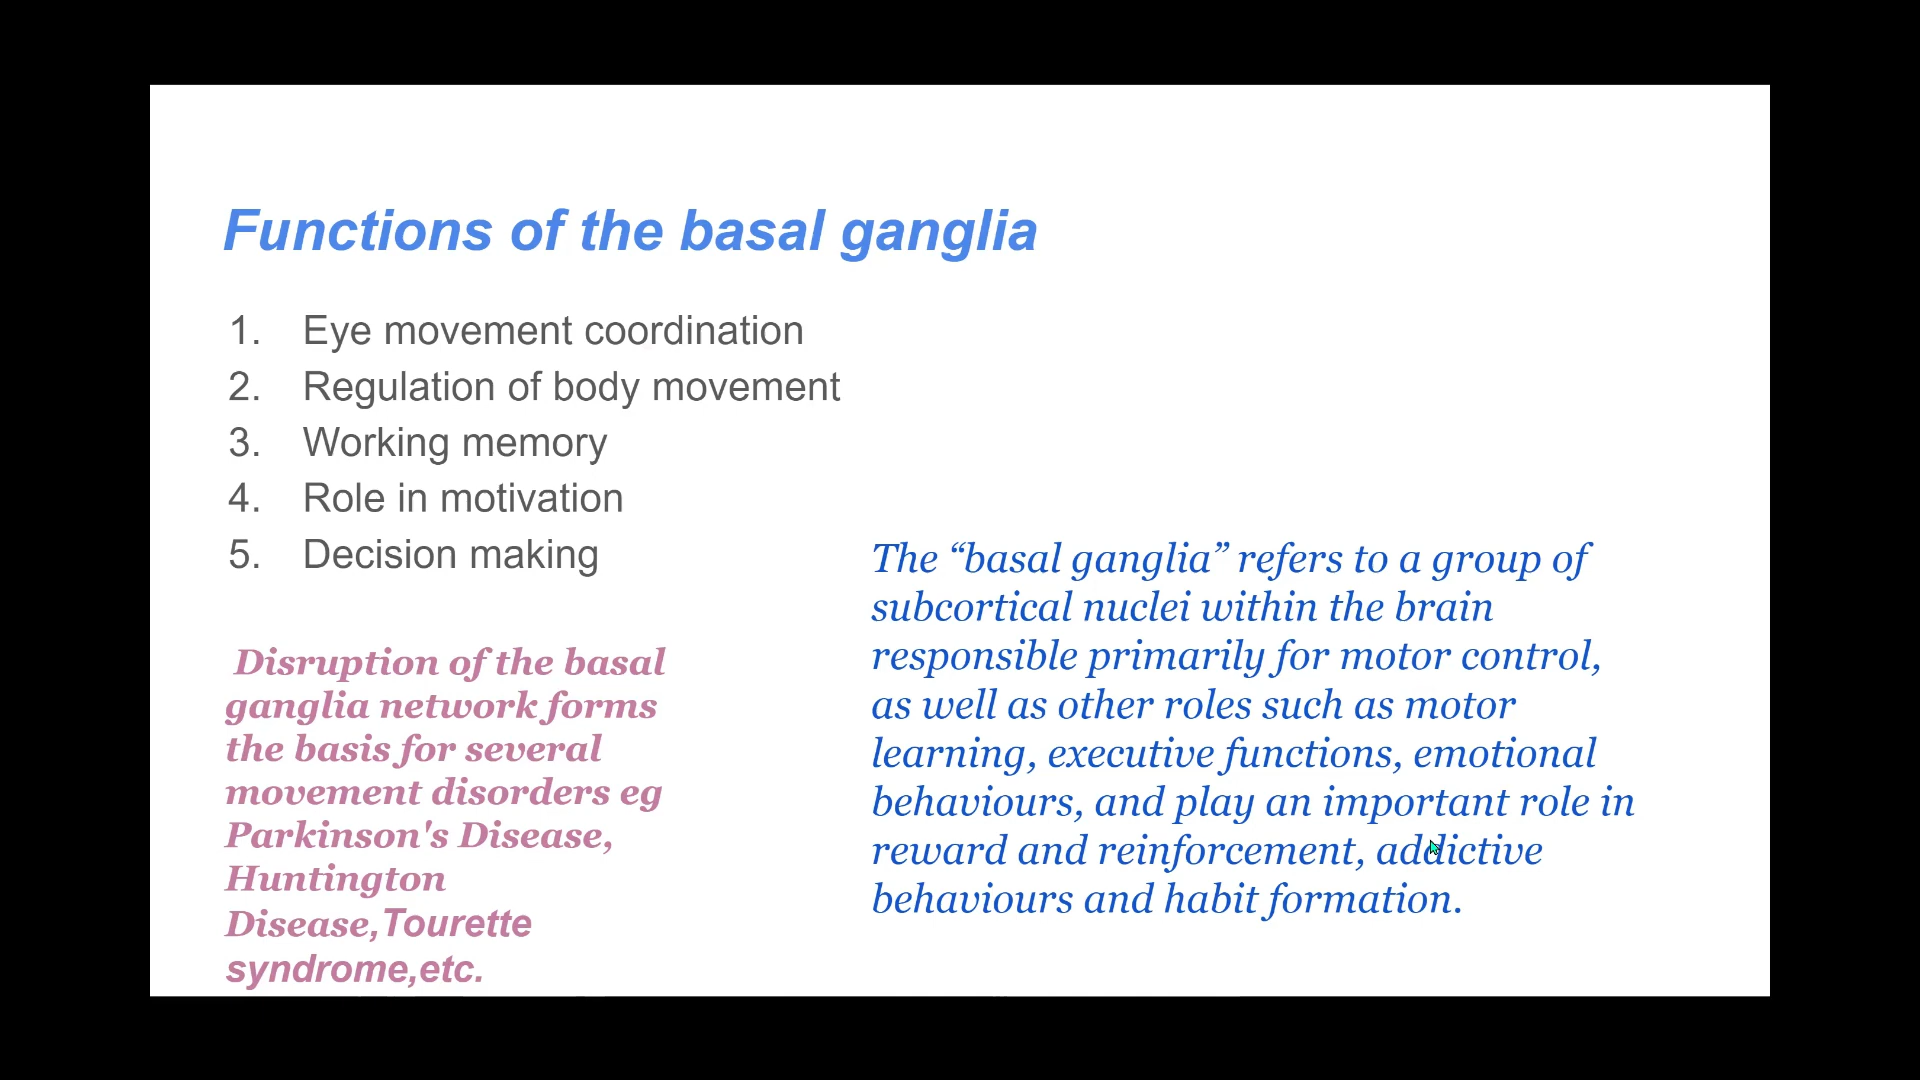 Functions of the basal ganglia
1. Eye movement coordination
2. Regulation of body movement
3. Working memory
4. Role in motivation
5. Decision making
Disruption of the basal
ganglia network forms
the basis for several
movement disorders eg
Parkinson's Disease,
Huntington
Disease,Tourette
syndrome,etc.
The “basal ganglia” refers to a group of
subcortical nuclei within the brain
responsible primarily for motor control,
as well as other roles such as motor
learning, executive functions, emotional
behaviours, and play an important role in
reward and reinforcement, addictive
behaviours and habit formation.